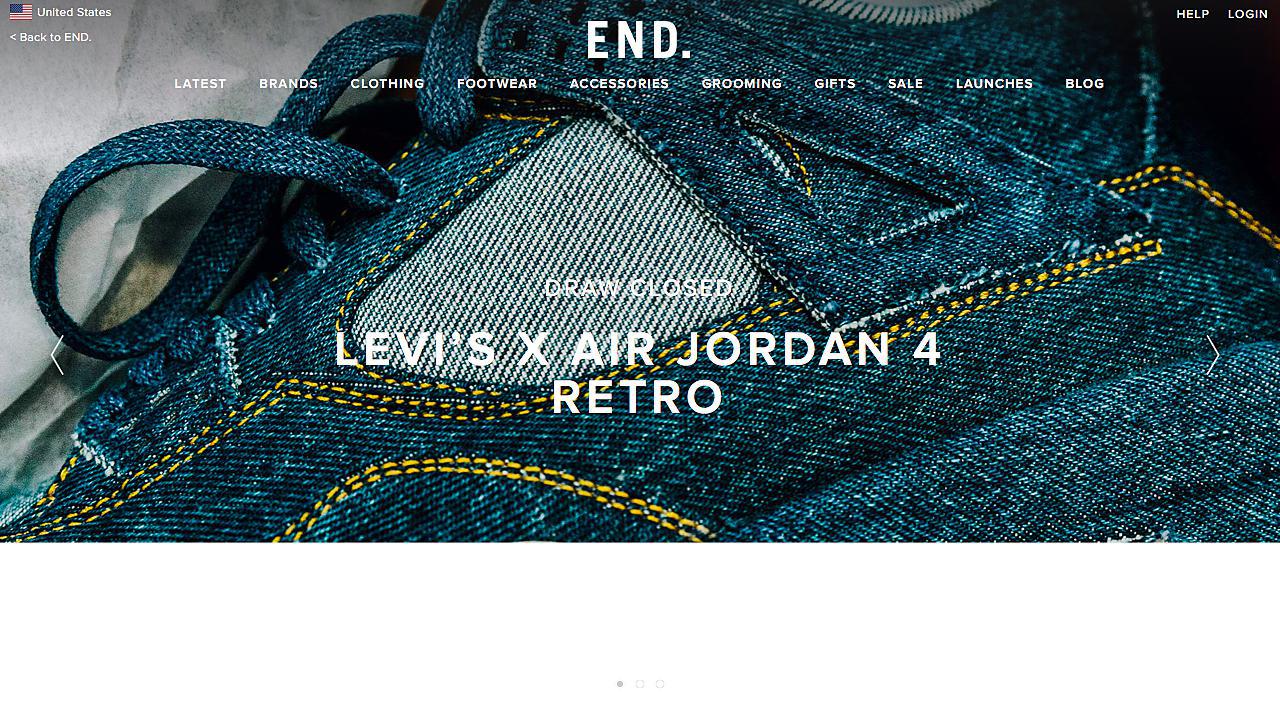 United States
HELP LOGIN
< Back to END.
END.
LATEST BRANDS CLOTHING FOOTWEAR ACCESSORIES GROOMING GIFTS SALE LAUNCHES BLOG
DRAW CLOSED
LEVI'S X AIR JORDAN 4
RETRO